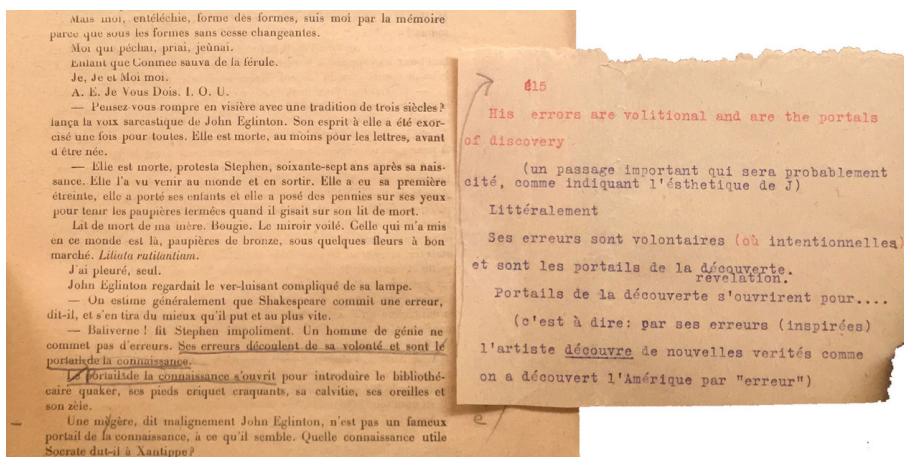 Mais moi, entéléchie, forme des formes, suis moi par la mémoire
parce que sous les formes sans cesse changeantes.
Moi qui péchai, priai, jeûnai.
Enfant que Conmee sauva de la férule.
Je, Je et Moi moi.
A. E. Je Vous Dois. I. O. U.
— Pensez-vous rompre en visière avec une tradition de trois siècles?
lança la voix sarcastique de John Eglinton. Son esprit à elle a été exor-
cisé une fois pour toutes. Elle est morte, au moins pour les lettres, avant
d'être née.
— Elle est morte, protesta Stephen, soixante-sept ans après sa nais-
sance. Elle l'a vu venir au monde et en sortir. Elle a eu sa première
étreinte, elle a porté ses enfants et elle a posé des pennies sur ses yeux
pour tenir les paupières fermées quand il gisait sur son lit de mort.
Lit de mort de ma mère. Bougie. Le miroir voilé. Celle qui m'a mis
en ce monde est là, paupières de bronze, sous quelques fleurs à bon
marché. Liliata rutilantium.
J'ai pleuré, seul.
John Eglinton regardait le ver-luisant compliqué de sa lampe.
— On estime généralement que Shakespeare commit une erreur,
dit-il, et s'en tira du mieux qu'il put et au plus vite.
— Baliverne ! fit Stephen impoliment. Un homme de génie ne
commet pas d'erreurs. Ses erreurs découlent de sa volonté et sont le
portails de la connaissance.
portails de la connaissance s'ouvrit pour introduire le bibliothé-
caire quaker, ses pieds criquet craquants, sa calvitie, ses oreilles et
son zèle.
Une mégère, dit malignement John Eglinton, n'est pas un fameux
portail de la connaissance, à ce qu'il semble. Quelle connaissance utile
Socrate dut-il à Xantippe?
e
615
His errors are volitional and are the portals
of discovery
(un passage important qui sera probablement
cité, comme indiquant l'ésthetique de J)
Littéralement
Ses erreurs sont volontaires (où intentionnelles)
et sont les portails de la découverte.
révelation.
Portails de la découverte s'ouvrirent pour....
(c'est à dire: par ses erreurs (inspirées)
l'artiste découvre de nouvelles verités comme
on a découvert l'Amérique par "erreur")